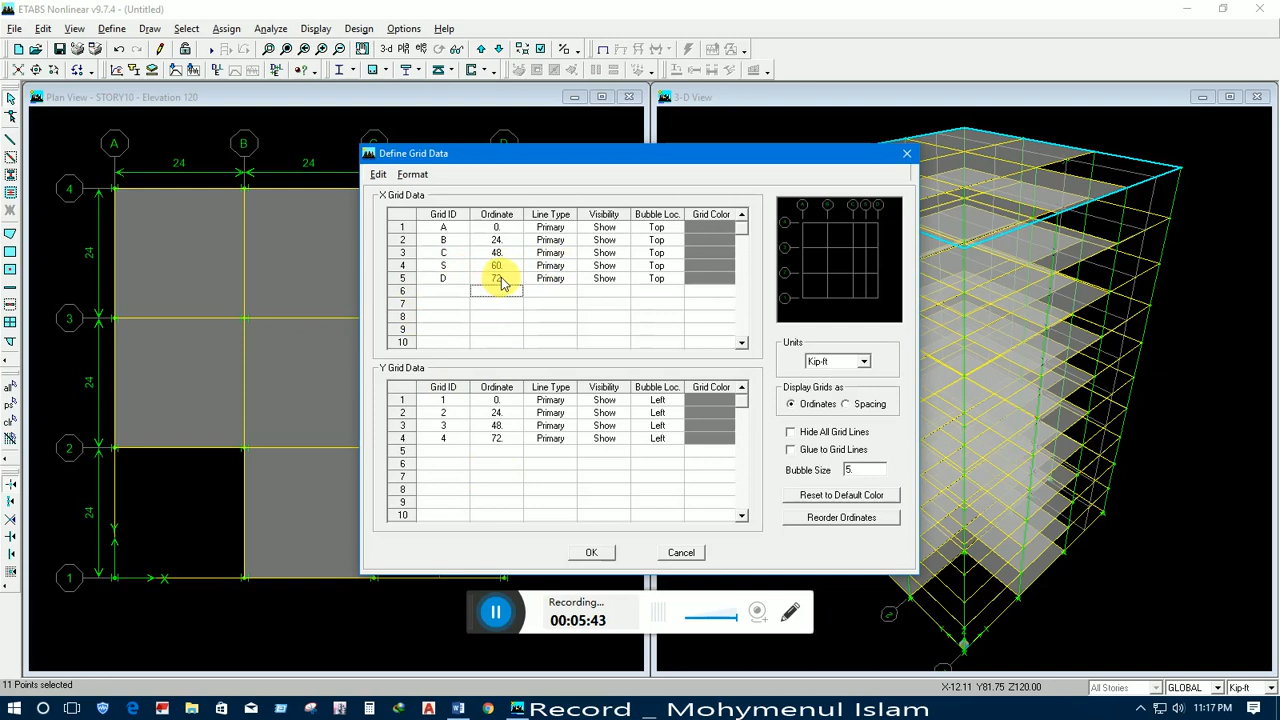 ETABS Nonlinear v9.7.4 - (Untitled)
File Edit View Define Draw Select Assign Analyze Display Design Options Help
3-d
Plan View - STORY10 - Elevation 120
3-D View
A B C D
24 24
4 3 2 1
24 24 24
X
Define Grid Data
Edit Format
X Grid Data
Grid ID Ordinate Line Type Visibility Bubble Loc. Grid Color
1 A 0. Primary Show Top
2 B 24. Primary Show Top
3 C 48. Primary Show Top
4 S 60. Primary Show Top
5 D 72. Primary Show Top
6
7
8
9
10
Y Grid Data
Grid ID Ordinate Line Type Visibility Bubble Loc. Grid Color
1 1 0. Primary Show Left
2 2 24. Primary Show Left
3 3 48. Primary Show Left
4 4 72. Primary Show Left
5
6
7
8
9
10
Units
Kip-ft
Display Grids as
Ordinates Spacing
Hide All Grid Lines
Glue to Grid Lines
Bubble Size 5.
Reset to Default Color
Reorder Ordinates
OK Cancel
Recording...
00:05:43
11 Points selected
X-12.11 Y81.75 Z120.00
All Stories GLOBAL Kip-ft
Record _ Mohymenul Islam
11:17 PM